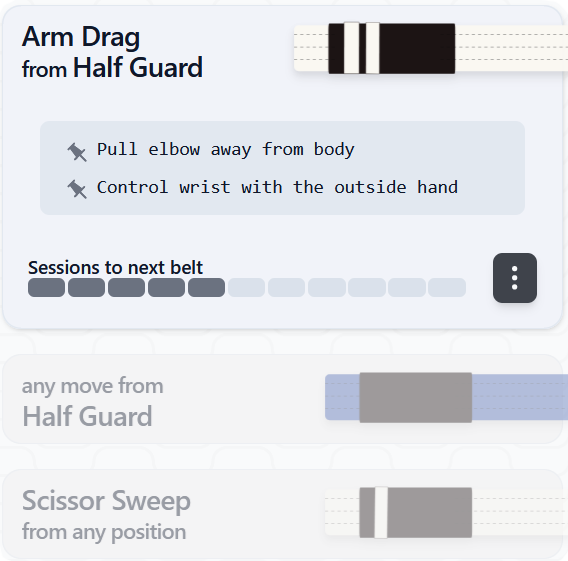 Arm Drag
from Half Guard
Pull elbow away from body
Control wrist with the outside hand
Sessions to next belt
any move from
Half Guard
Scissor Sweep
from any position